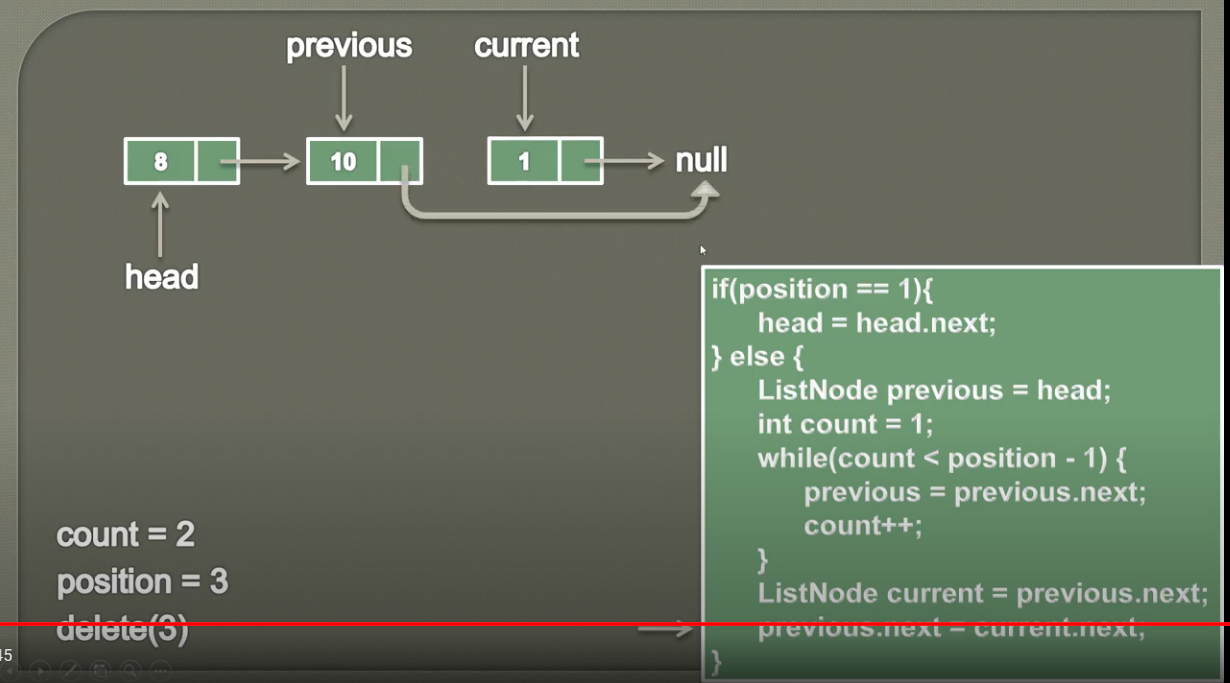 previous current
8 10 1 null
head
if(position == 1){
head = head.next;
} else {
ListNode previous = head;
int count = 1;
while(count < position - 1) {
previous = previous.next;
count++;
}
ListNode current = previous.next;
previous.next = current.next;
}
count = 2
position = 3
delete(3)
45